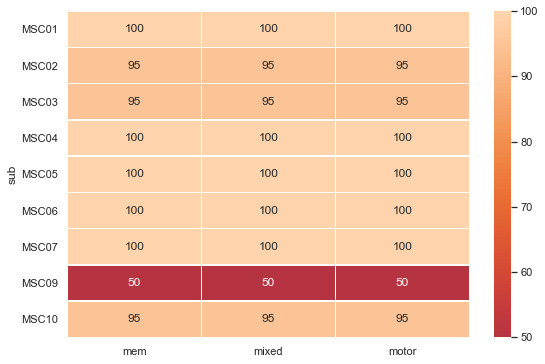 MSC01 100 100 100
MSC02 95 95 95
MSC03 95 95 95
MSC04 100 100 100
MSC05 100 100 100
MSC06 100 100 100
MSC07 100 100 100
MSC09 50 50 50
MSC10 95 95 95
mem mixed motor
sub
100
90
80
70
60
50